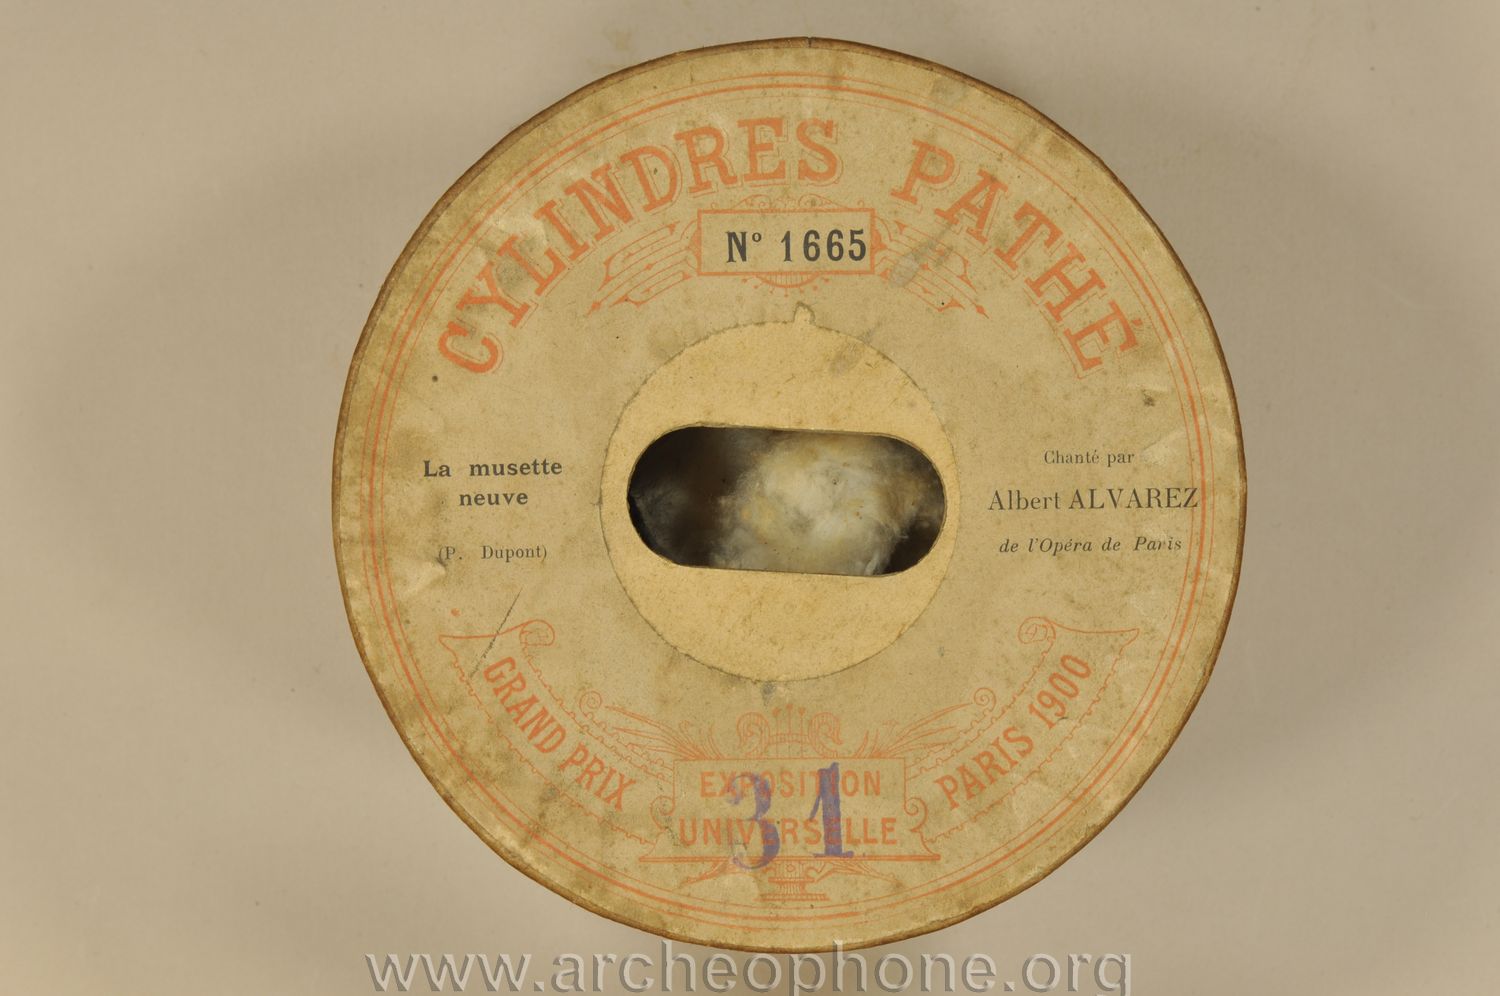 CYLINDRES PATHÉ
Nº 1665
La musette
neuve
(P. Dupont)
Chanté par
Albert ALVAREZ
de l'Opéra de Paris
GRAND PRIX
EXPOSITION
UNIVERSELLE
PARIS 1900
31
www.archeophone.org